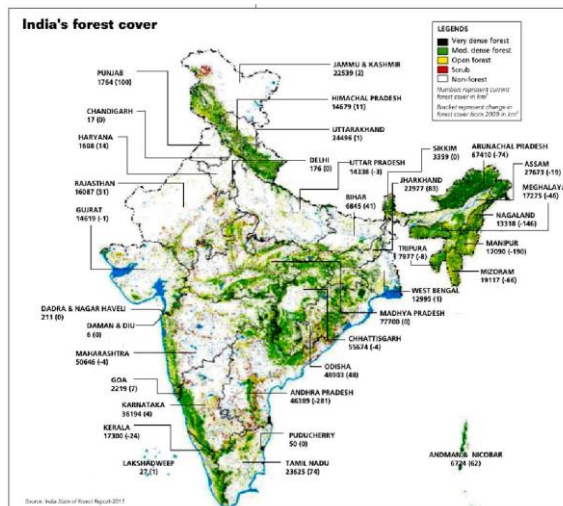 India's forest cover
LEGENDS
Very dense forest
Med. dense forest
Open forest
Scrub
Non-forest
Numbers represent current
forest cover in km²
Bracket represent change in
forest cover from 2009 in km²
JAMMU & KASHMIR
22539 (2)
PUNJAB
1764 (100)
HIMACHAL PRADESH
14679 (11)
CHANDIGARH
17 (0)
UTTARAKHAND
24496 (1)
HARYANA
1608 (14)
DELHI
176 (0)
UTTAR PRADESH
14338 (-3)
SIKKIM
3359 (0)
ARUNACHAL PRADESH
67410 (-74)
ASSAM
27673 (-19)
JHARKHAND
22977 (83)
MEGHALAYA
17275 (-46)
RAJASTHAN
16087 (51)
BIHAR
6845 (41)
NAGALAND
13318 (-146)
GUJRAT
14619 (-1)
TRIPURA
7977 (-8)
MANIPUR
17090 (-190)
MIZORAM
19117 (-66)
WEST BENGAL
12995 (1)
DADRA & NAGAR HAVELI
211 (0)
MADHYA PRADESH
77700 (0)
DAMAN & DIU
6 (0)
CHHATTISGARH
55674 (-4)
MAHARASHTRA
50646 (-4)
ODISHA
48903 (48)
GOA
2219 (7)
ANDHRA PRADESH
46389 (-281)
KARNATAKA
36194 (4)
KERALA
17300 (-24)
PUDUCHERRY
50 (0)
ANDMAN & NICOBAR
6724 (62)
LAKSHADWEEP
27 (1)
TAMIL NADU
23625 (74)
Source: India State of Forest Report-2011